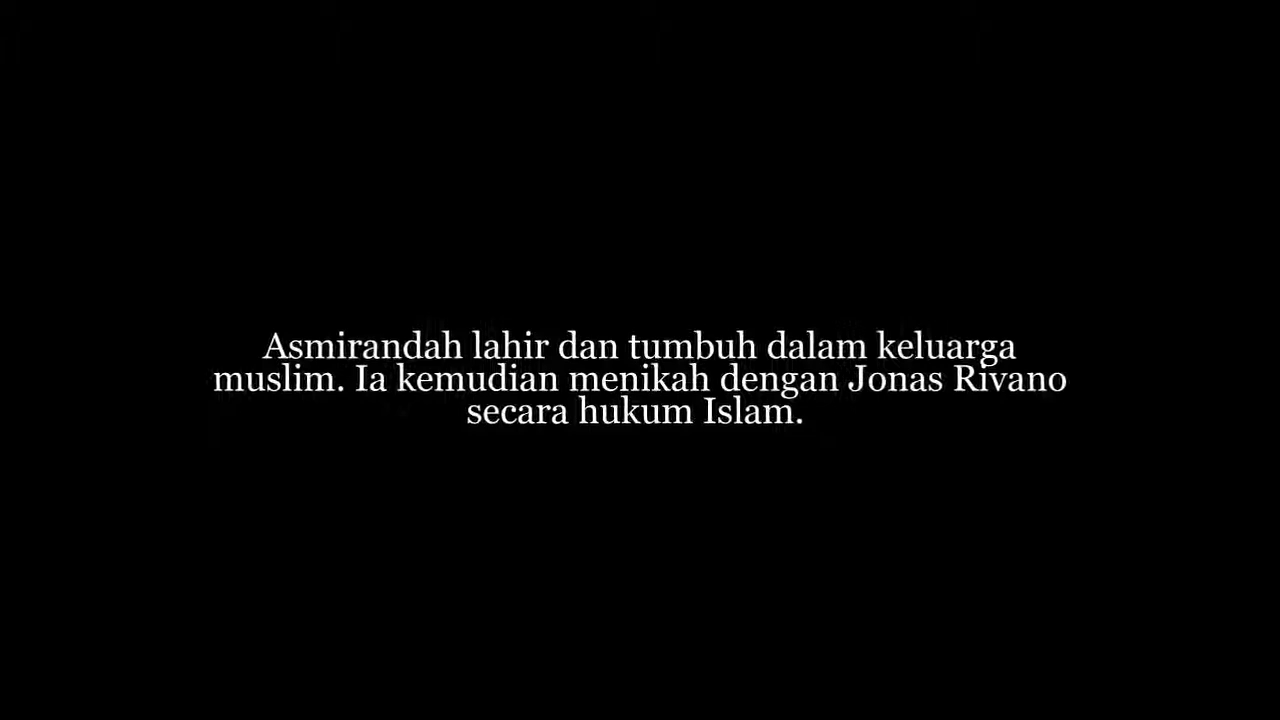 Asmirandah lahir dan tumbuh dalam keluarga
muslim. Ia kemudian menikah dengan Jonas Rivano
secara hukum Islam.